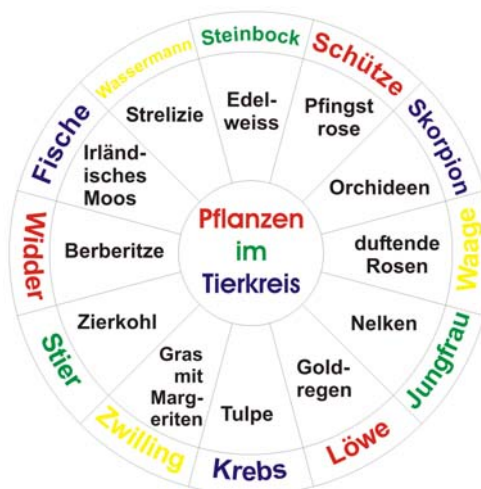 Steinbock
Schütze
Skorpion
Waage
Jungfrau
Löwe
Krebs
Zwilling
Stier
Widder
Fische
Wassermann
Edel-
weiss
Pfingst
rose
Orchideen
duftende
Rosen
Nelken
Gold-
regen
Tulpe
Gras
mit
Marg-
eriten
Zierkohl
Berberitze
Irländ-
isches
Moos
Strelizie
Pflanzen
im
Tierkreis